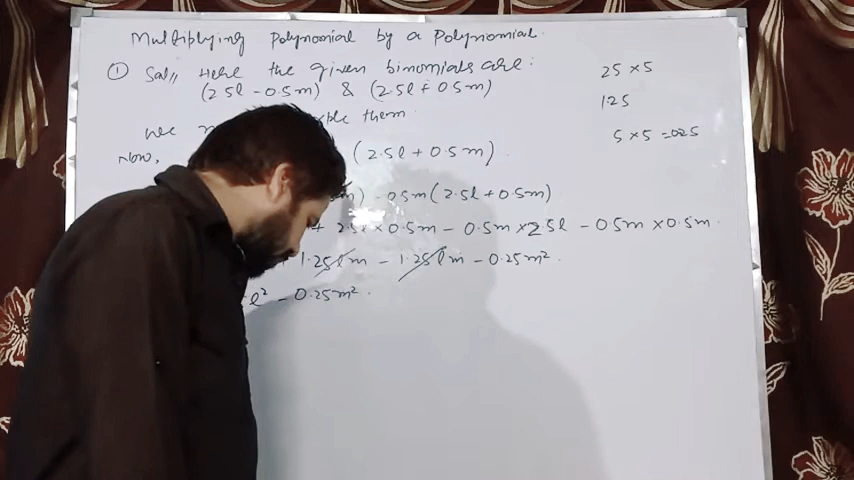 Multiplying Polynomial by a Polynomial.
① Sol,, Here the given binomials are:
(2.5l - 0.5m) & (2.5l + 0.5m)
we them
Now, (2.5l + 0.5m).
) - 0.5m(2.5l + 0.5m)
+ 2.5l × 0.5m - 0.5m × 2.5l - 0.5m × 0.5m.
+ 1.25lm - 1.25lm - 0.25m².
l² - 0.25m².
25 × 5
125
5 × 5 = 025